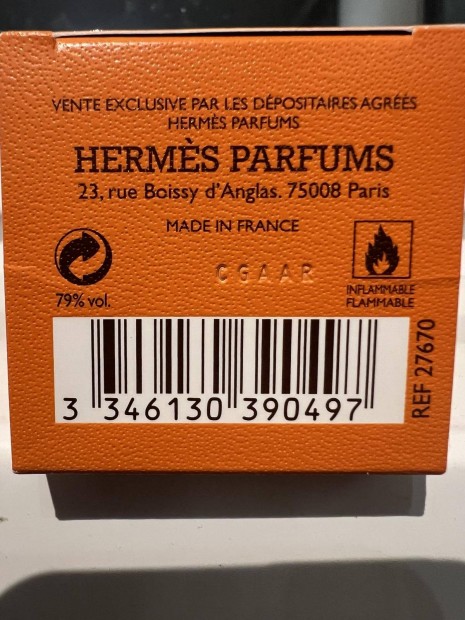 VENTE EXCLUSIVE PAR LES DÉPOSITAIRES AGRÉÉS
HERMÈS PARFUMS
HERMÈS PARFUMS
23, rue Boissy d'Anglas. 75008 Paris
MADE IN FRANCE
CGAAR
79% vol.
INFLAMMABLE
FLAMMABLE
3 346130 390497
REF 27670